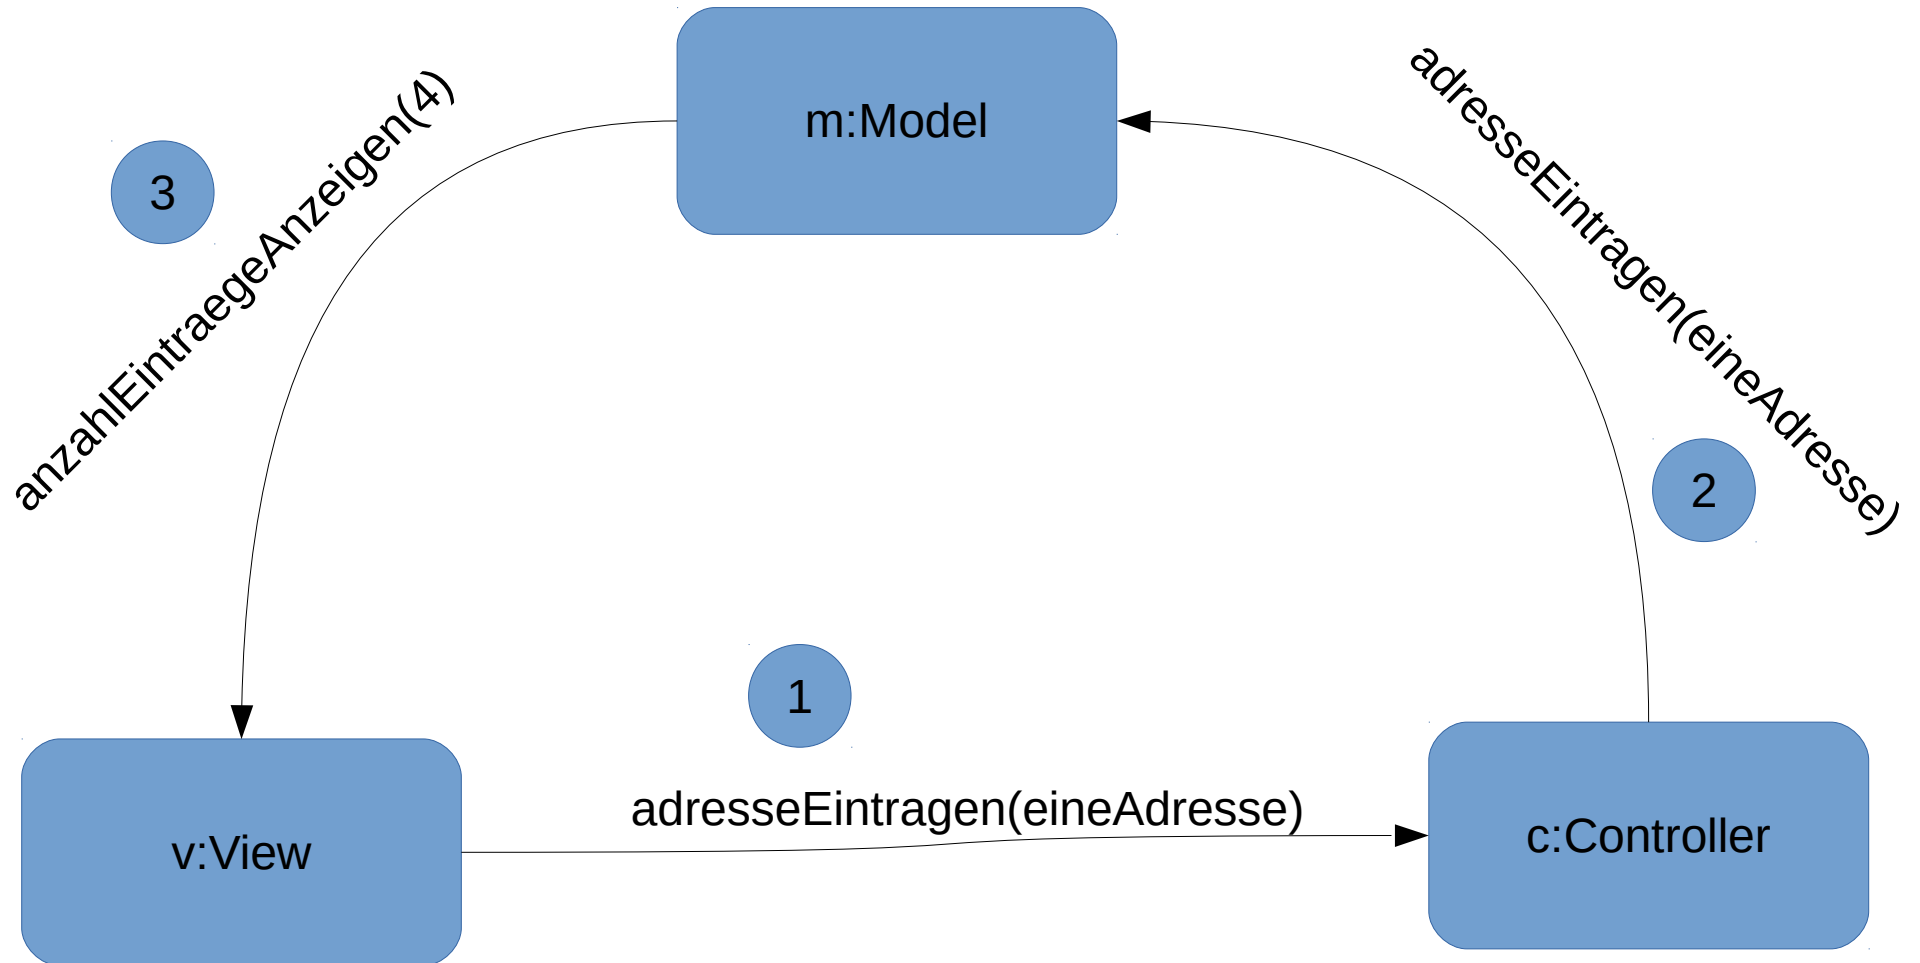 m:Model
adresseEintragen(eineAdresse)
anzahlEintraegeAnzeigen(4)
3
2
1
adresseEintragen(eineAdresse)
v:View
c:Controller